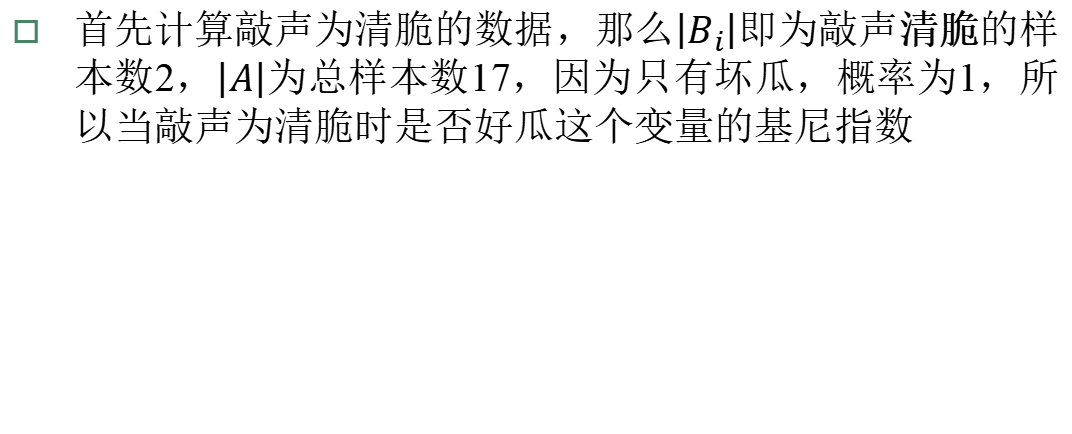 首先计算敲声为清脆的数据，那么|Bᵢ|即为敲声清脆的样
本数2，|A|为总样本数17，因为只有坏瓜，概率为1，所
以当敲声为清脆时是否好瓜这个变量的基尼指数